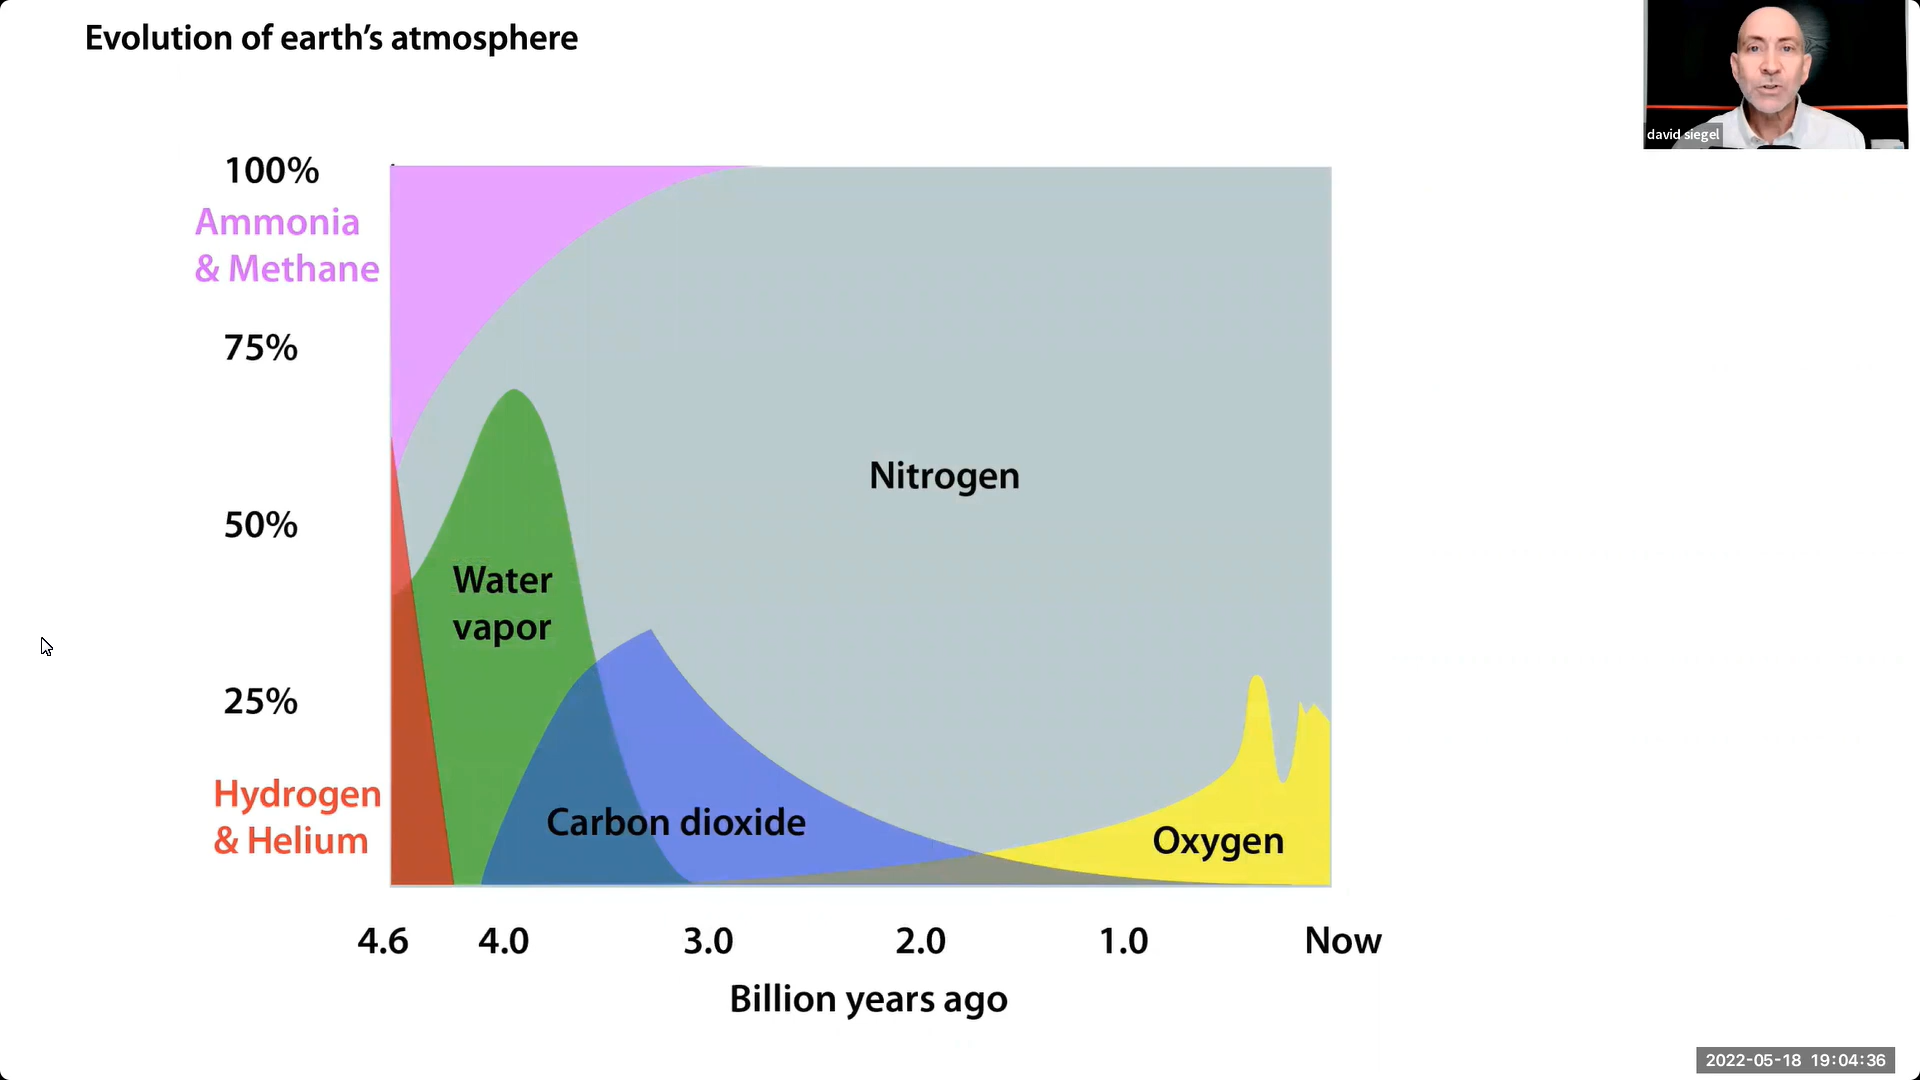 Evolution of earth's atmosphere
david siegel
100%
Ammonia
& Methane
75%
50%
25%
Hydrogen
& Helium
Nitrogen
Water
vapor
Carbon dioxide
Oxygen
4.6 4.0 3.0 2.0 1.0 Now
Billion years ago
2022-05-18 19:04:36